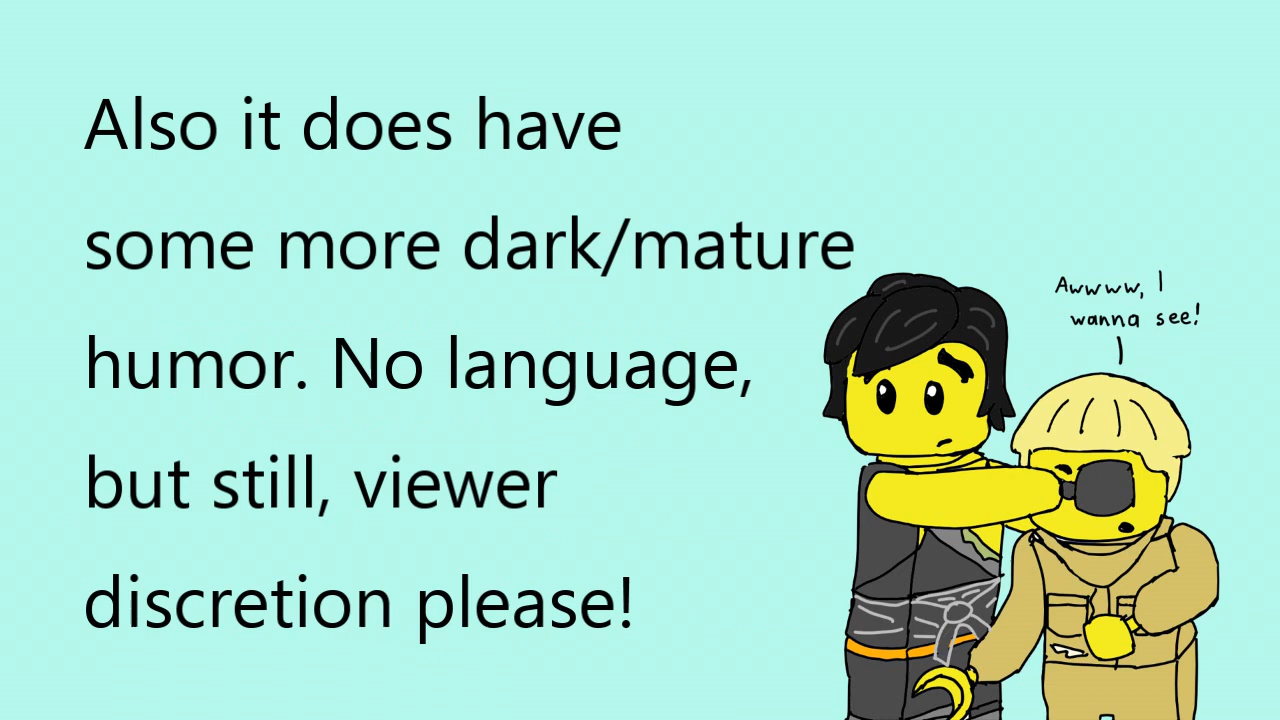 Also it does have
some more dark/mature
humor. No language,
but still, viewer
discretion please!
Awwww, I
wanna see!